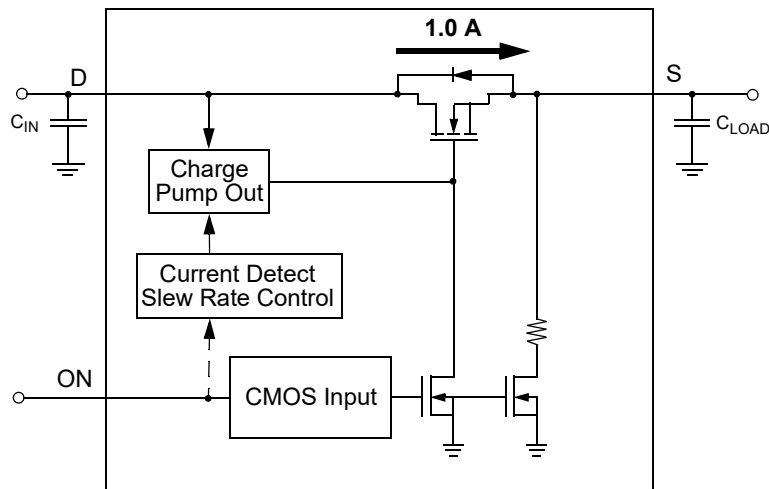 1.0 A
D
S
CIN
CLOAD
Charge
Pump Out
Current Detect
Slew Rate Control
ON
CMOS Input